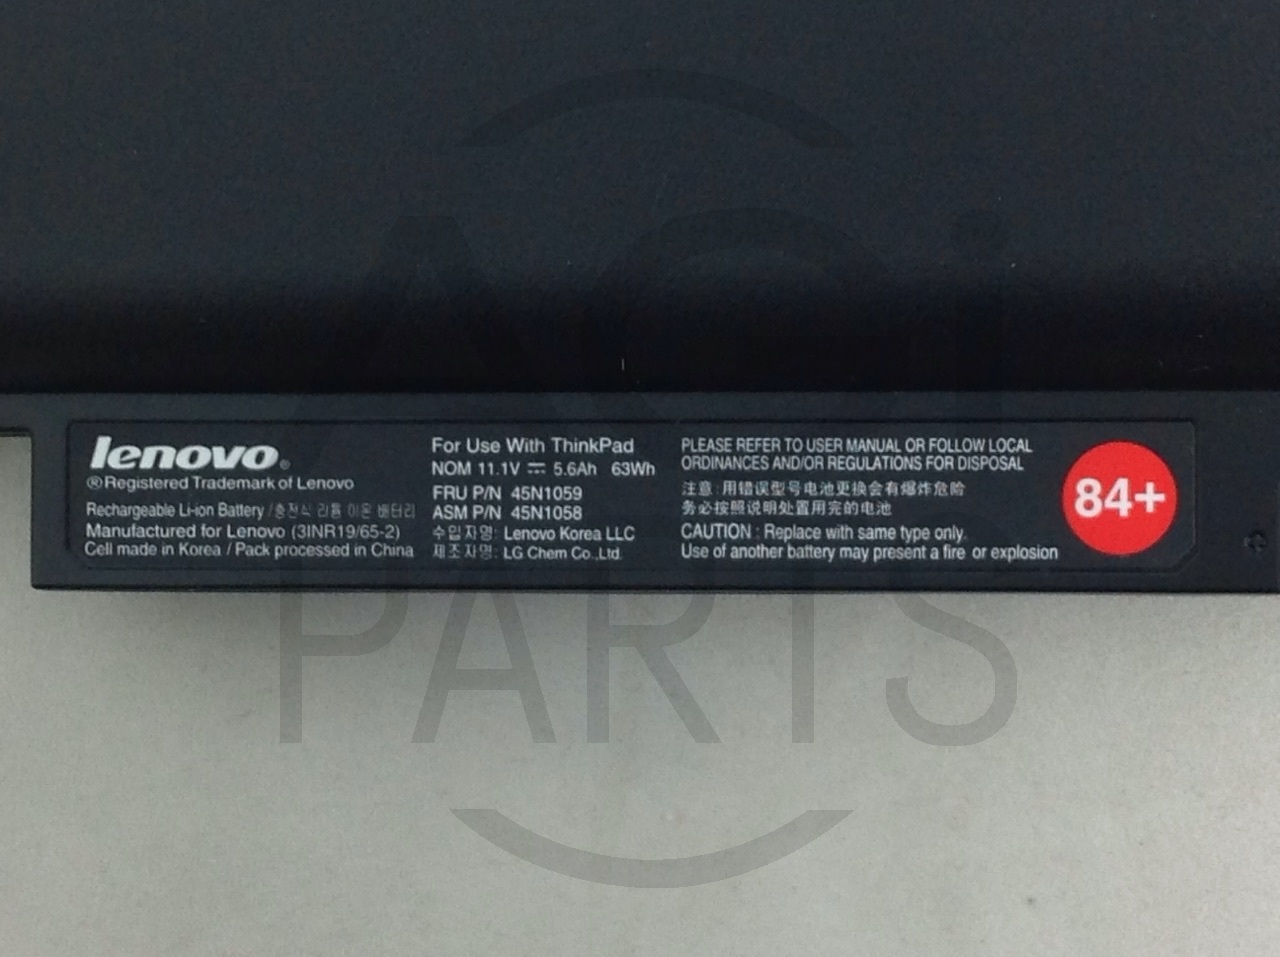 lenovo®
®Registered Trademark of Lenovo
Rechargeable Li-ion Battery /충전식 리튬 이온 배터리
Manufactured for Lenovo (3INR19/65-2)
Cell made in Korea / Pack processed in China
For Use With ThinkPad
NOM 11.1V ⎓ 5.6Ah 63Wh
FRU P/N 45N1059
ASM P/N 45N1058
수입자명: Lenovo Korea LLC
제조자명: LG Chem Co.,Ltd.
PLEASE REFER TO USER MANUAL OR FOLLOW LOCAL
ORDINANCES AND/OR REGULATIONS FOR DISPOSAL
注意:用错误型号电池更换会有爆炸危险
务必按照说明处置用完的电池
CAUTION : Replace with same type only.
Use of another battery may present a fire or explosion
84+
AGi
PARTS